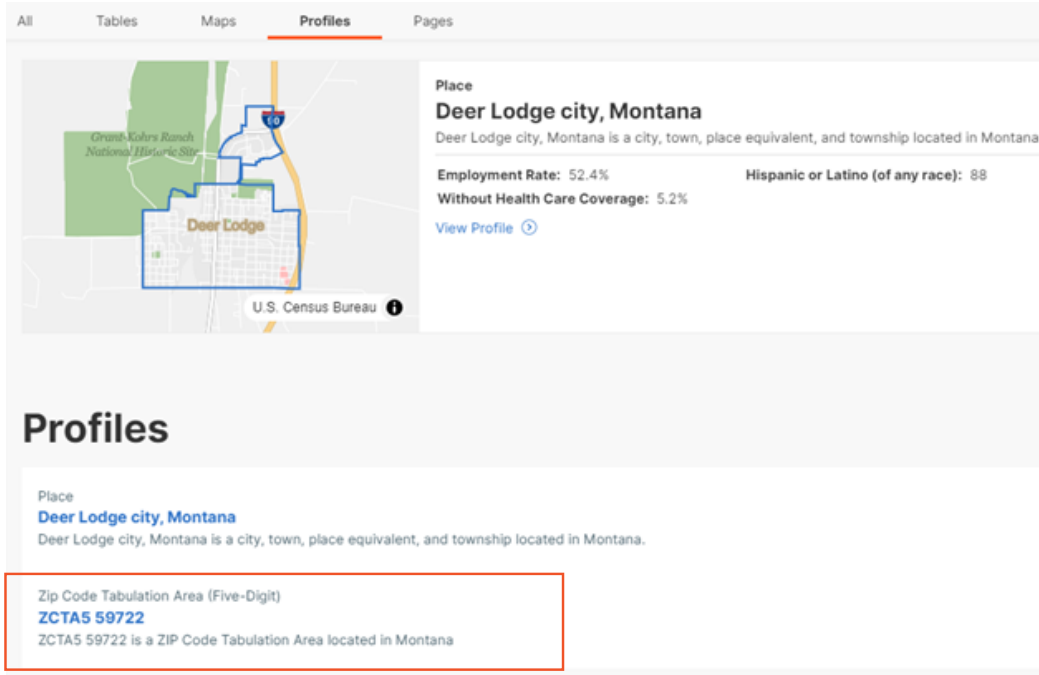 All Tables Maps Profiles Pages
Grant-Kohrs Ranch
National Historic Site
90
Deer Lodge
U.S. Census Bureau
Place
Deer Lodge city, Montana
Deer Lodge city, Montana is a city, town, place equivalent, and township located in Montana
Employment Rate: 52.4% Hispanic or Latino (of any race): 88
Without Health Care Coverage: 5.2%
View Profile
Profiles
Place
Deer Lodge city, Montana
Deer Lodge city, Montana is a city, town, place equivalent, and township located in Montana.
Zip Code Tabulation Area (Five-Digit)
ZCTA5 59722
ZCTA5 59722 is a ZIP Code Tabulation Area located in Montana